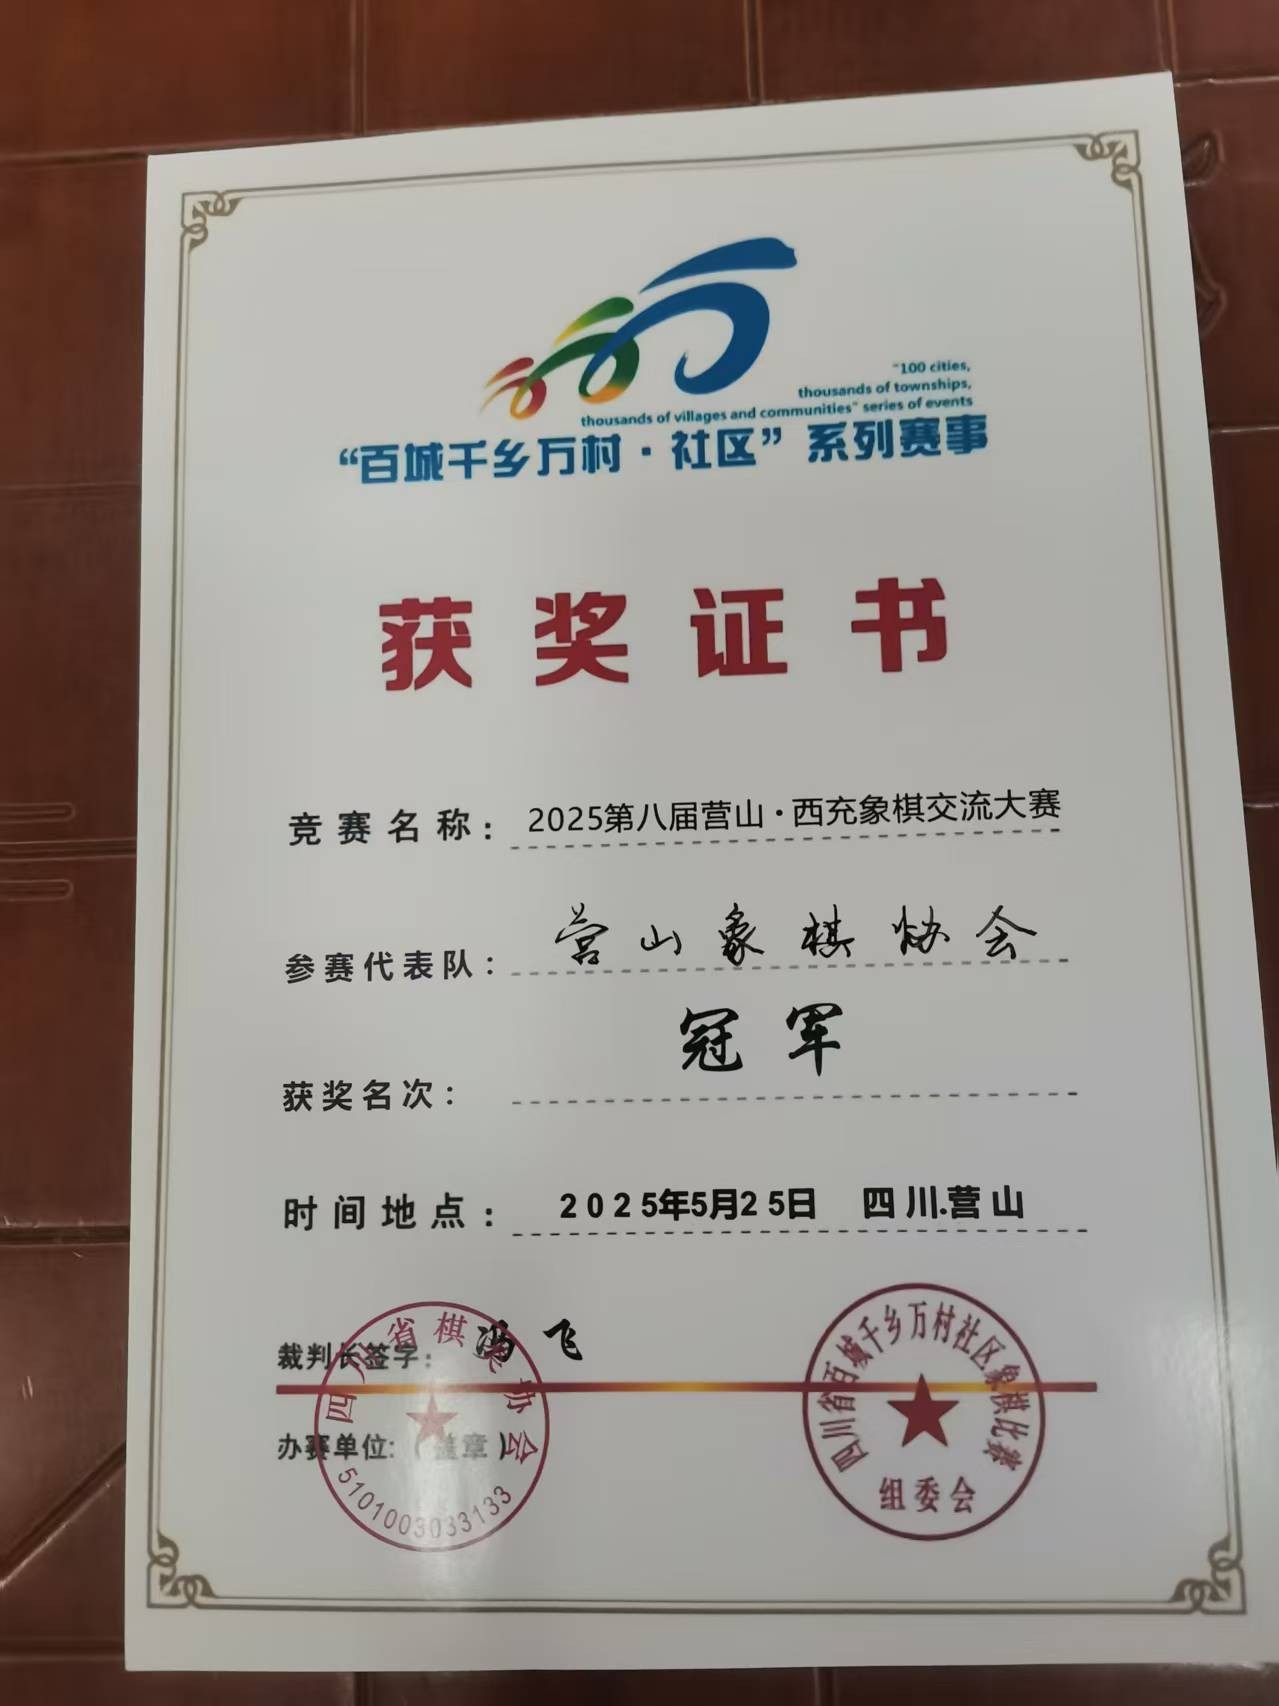 "100 cities,
thousands of townships,
thousands of villages and communities" series of events
“百城千乡万村·社区”系列赛事
获奖证书
竞赛名称：2025第八届营山·西充象棋交流大赛
参赛代表队：营山象棋协会
获奖名次：冠军
时间地点：2025年5月25日 四川.营山
裁判长签字：冯飞
办赛单位:（盖章）
四川省棋类协会
5101003033133
四川省百城千乡万村社区象棋比赛
组委会